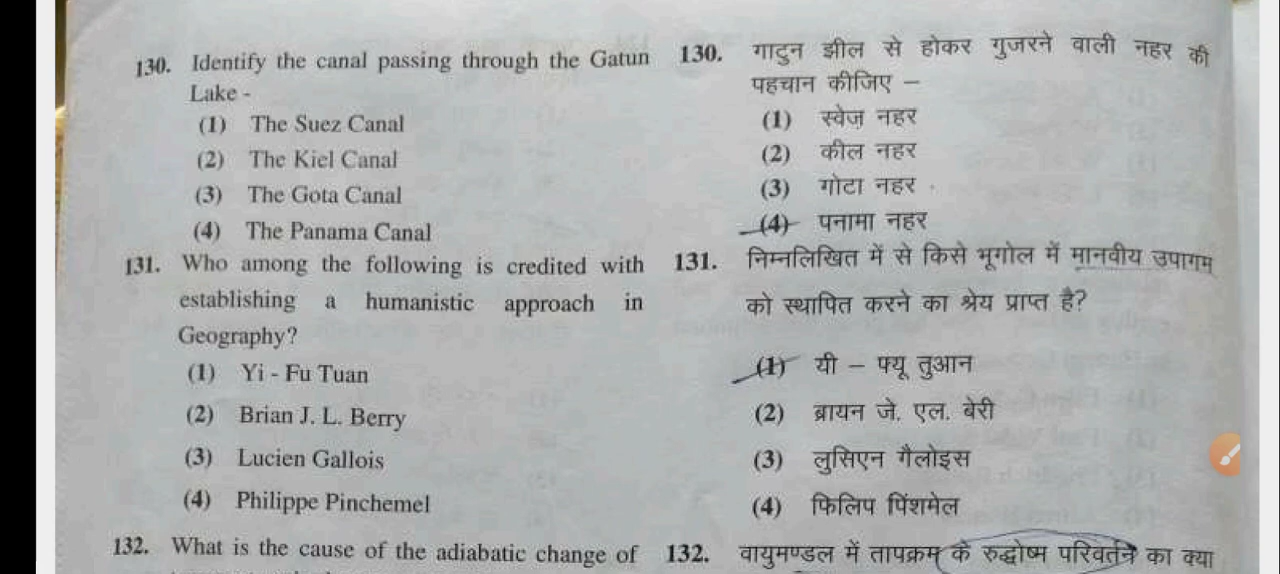 130. Identify the canal passing through the Gatun
Lake -
(1) The Suez Canal
(2) The Kiel Canal
(3) The Gota Canal
(4) The Panama Canal
131. Who among the following is credited with
establishing a humanistic approach in
Geography?
(1) Yi - Fu Tuan
(2) Brian J. L. Berry
(3) Lucien Gallois
(4) Philippe Pinchemel
132. What is the cause of the adiabatic change of
130. गाटुन झील से होकर गुजरने वाली नहर की
पहचान कीजिए –
(1) स्वेज़ नहर
(2) कील नहर
(3) गोटा नहर
(4) पनामा नहर
131. निम्नलिखित में से किसे भूगोल में मानवीय उपागम
को स्थापित करने का श्रेय प्राप्त है?
(1) यी – फ्यू तुआन
(2) ब्रायन जे. एल. बेरी
(3) लुसिएन गैलोइस
(4) फिलिप पिंशमेल
132. वायुमण्डल में तापक्रम के रुद्धोष्म परिवर्तन का क्या